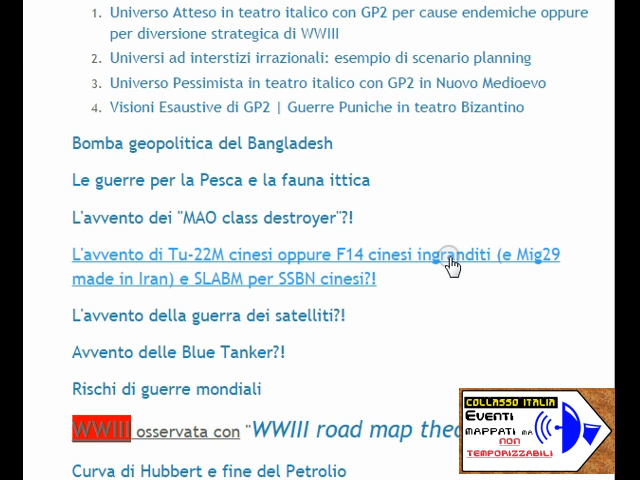 1. Universo Atteso in teatro italico con GP2 per cause endemiche oppure
per diversione strategica di WWIII
2. Universi ad interstizi irrazionali: esempio di scenario planning
3. Universo Pessimista in teatro italico con GP2 in Nuovo Medioevo
4. Visioni Esaustive di GP2 | Guerre Puniche in teatro Bizantino
Bomba geopolitica del Bangladesh
Le guerre per la Pesca e la fauna ittica
L'avvento dei "MAO class destroyer"?!
L'avvento di Tu-22M cinesi oppure F14 cinesi ingranditi (e Mig29
made in Iran) e SLABM per SSBN cinesi?!
L'avvento della guerra dei satelliti?!
Avvento delle Blue Tanker?!
Rischi di guerre mondiali
WWIII osservata con "WWIII road map
Curva di Hubbert e fine del Petrolio
COLLASSO ITALIA
EVENTI
MAPPATI MA
NON
TEMPORIZZABILI